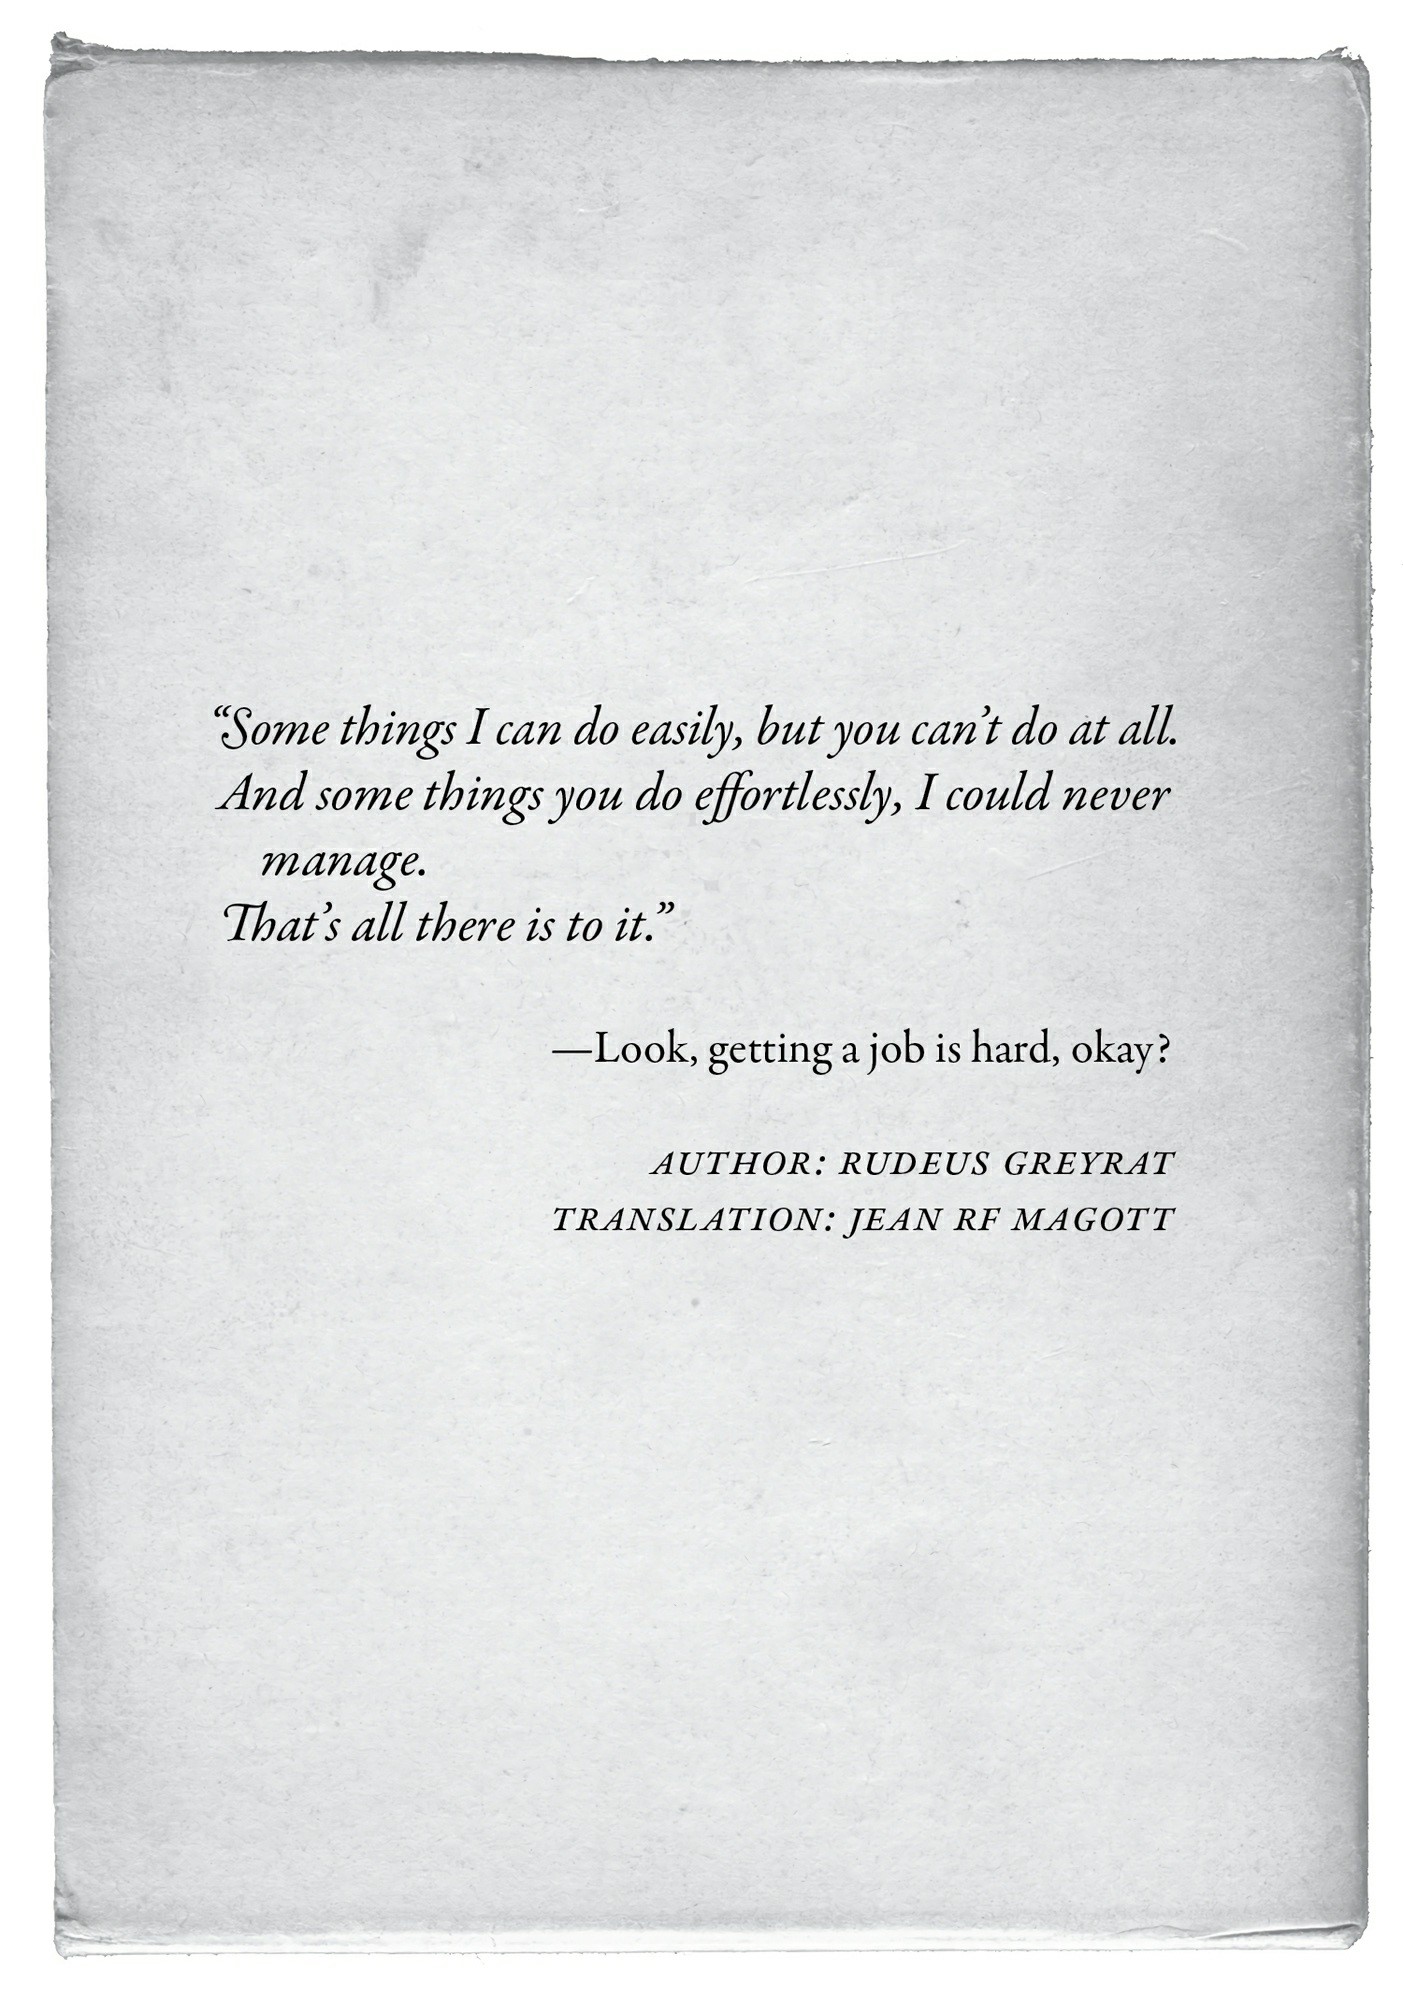 “Some things I can do easily, but you can’t do at all.
And some things you do effortlessly, I could never
manage.
That’s all there is to it.”
—Look, getting a job is hard, okay?
AUTHOR: RUDEUS GREYRAT
TRANSLATION: JEAN RF MAGOTT